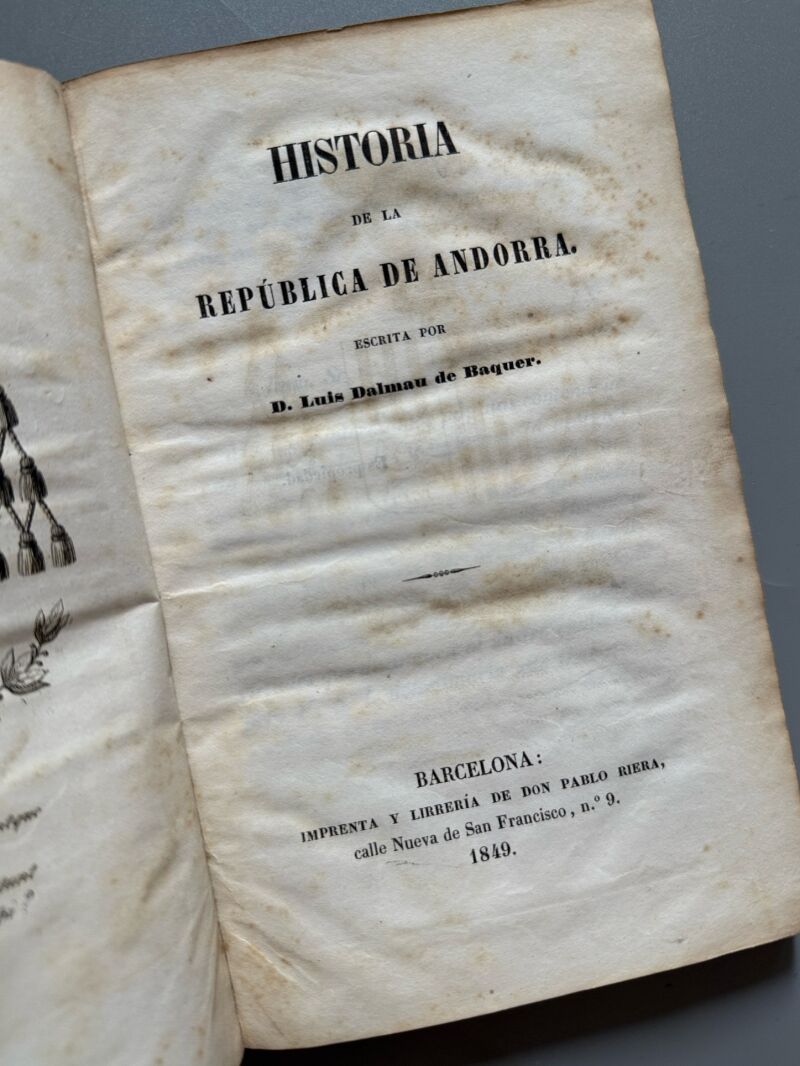 HISTORIA
DE LA
REPÚBLICA DE ANDORRA.
ESCRITA POR
D. Luis Dalmau de Baquer.
BARCELONA:
IMPRENTA Y LIBRERÍA DE DON PABLO RIERA,
calle Nueva de San Francisco, n.º 9.
1849.